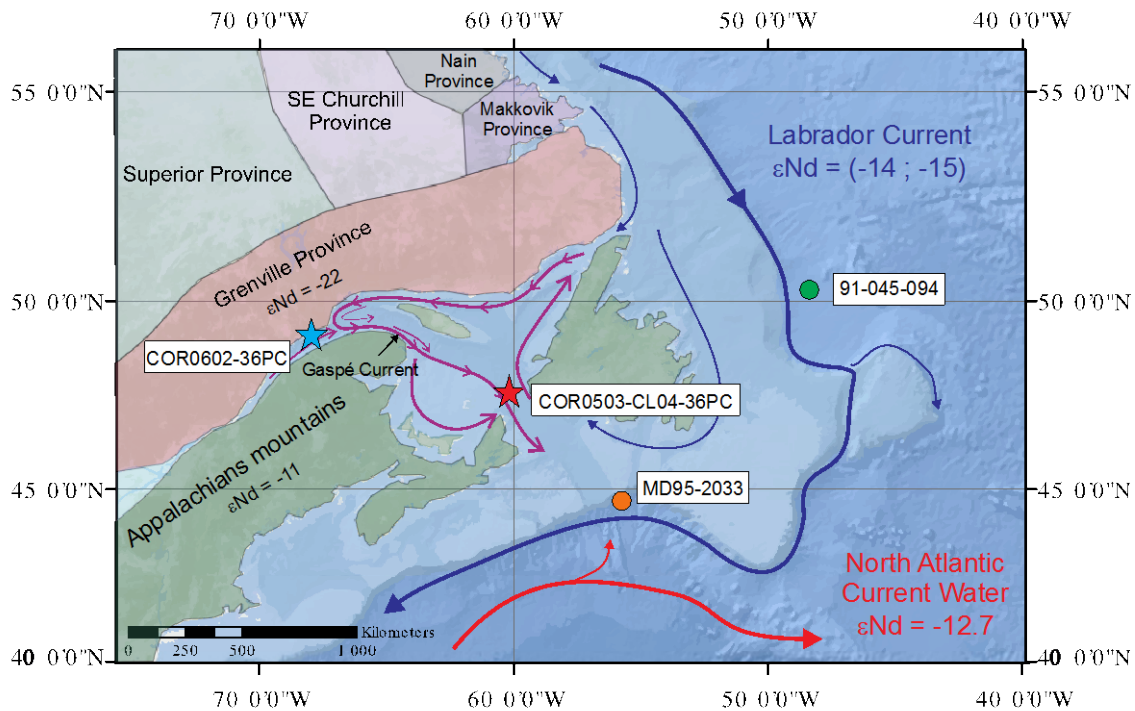 70 0'0"W 60 0'0"W 50 0'0"W 40 0'0"W
55 0'0"N
50 0'0"N
45 0'0"N
40 0'0"N
55 0'0"N
50 0'0"N
45 0'0"N
40 0'0"N
Nain
Province
SE Churchill
Province
Makkovik
Province
Superior Province
Labrador Current
εNd = (-14 ; -15)
Grenville Province
εNd = -22
91-045-094
COR0602-36PC
Gaspé Current
COR0503-CL04-36PC
Appalachians mountains
εNd = -11
MD95-2033
North Atlantic
Current Water
εNd = -12.7
Kilometers
0 250 500 1 000
70 0'0"W 60 0'0"W 50 0'0"W 40 0'0"W